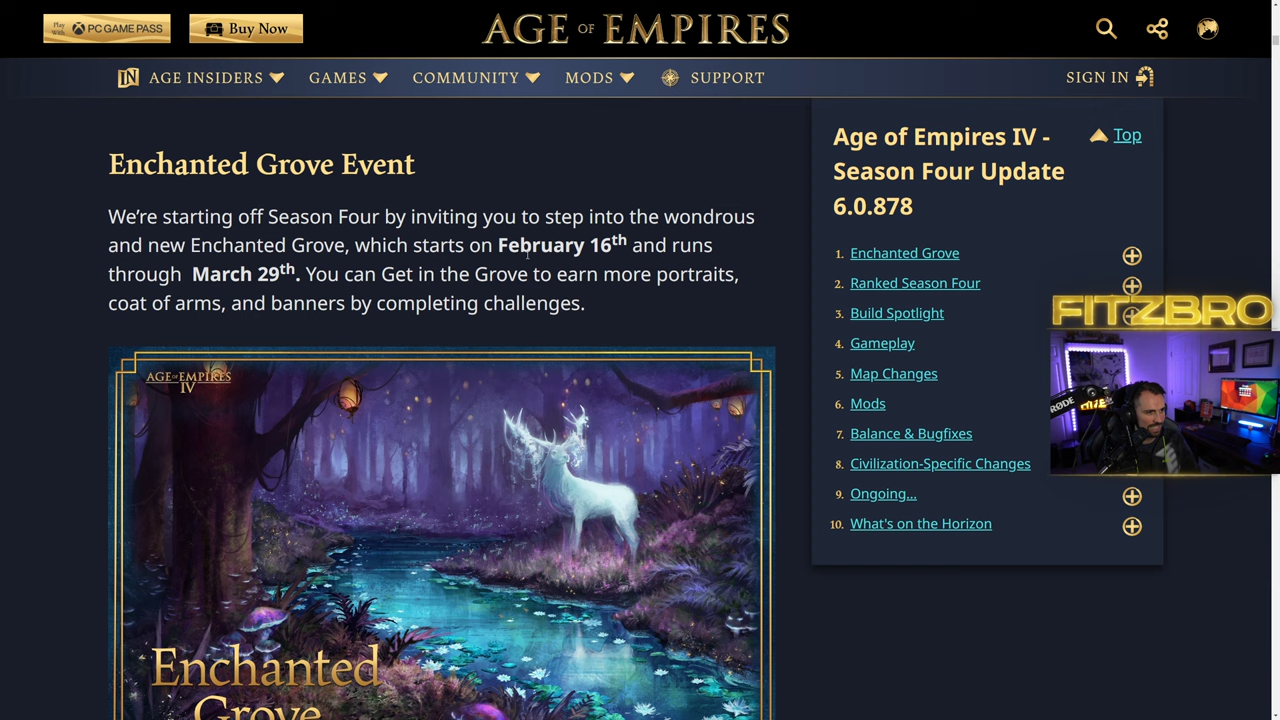 Play With PC GAME PASS
Buy Now
AGE OF EMPIRES
IN AGE INSIDERS
GAMES
COMMUNITY
MODS
SUPPORT
SIGN IN
Enchanted Grove Event
We’re starting off Season Four by inviting you to step into the wondrous
and new Enchanted Grove, which starts on February 16th and runs
through March 29th. You can Get in the Grove to earn more portraits,
coat of arms, and banners by completing challenges.
AGE OF EMPIRES
IV
Enchanted
Grove
Age of Empires IV -
Season Four Update
6.0.878
Top
1. Enchanted Grove
2. Ranked Season Four
3. Build Spotlight
4. Gameplay
5. Map Changes
6. Mods
7. Balance & Bugfixes
8. Civilization-Specific Changes
9. Ongoing...
10. What's on the Horizon
FITZBRO
RØDE